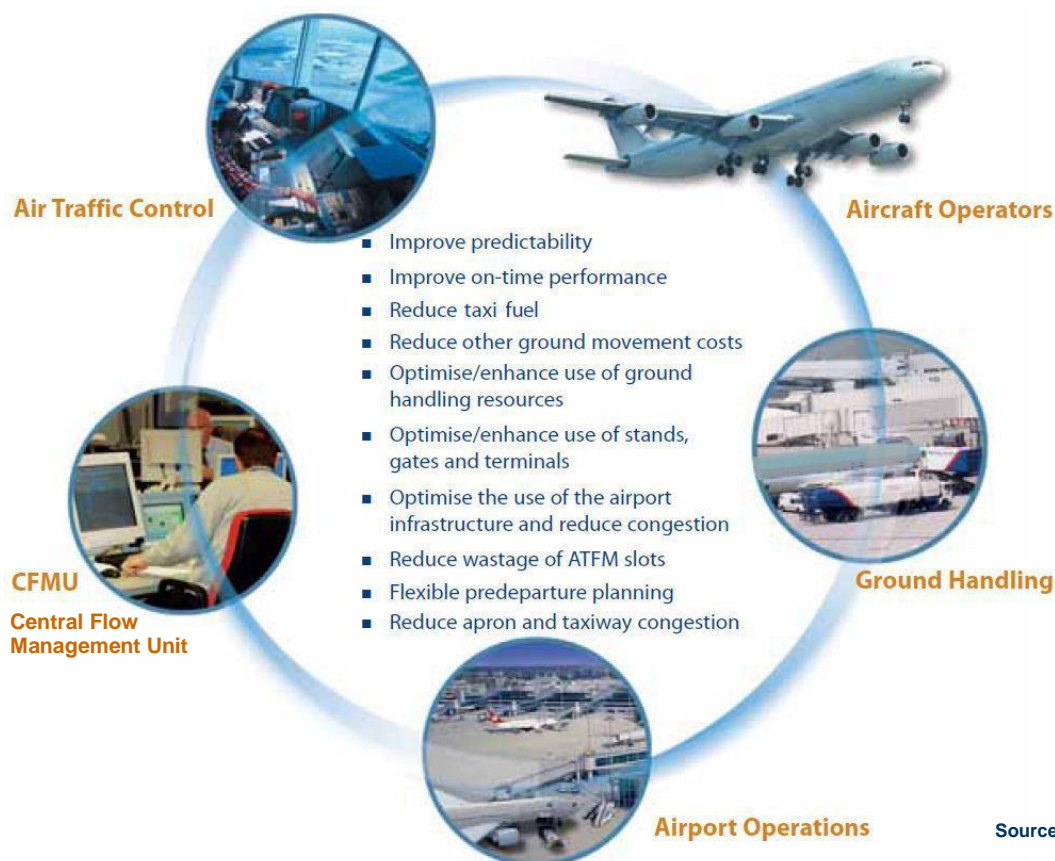 Air Traffic Control
Aircraft Operators
▪ Improve predictability
▪ Improve on-time performance
▪ Reduce taxi fuel
▪ Reduce other ground movement costs
▪ Optimise/enhance use of ground
handling resources
▪ Optimise/enhance use of stands,
gates and terminals
▪ Optimise the use of the airport
infrastructure and reduce congestion
▪ Reduce wastage of ATFM slots
▪ Flexible predeparture planning
▪ Reduce apron and taxiway congestion
CFMU
Central Flow
Management Unit
Ground Handling
Airport Operations
Source